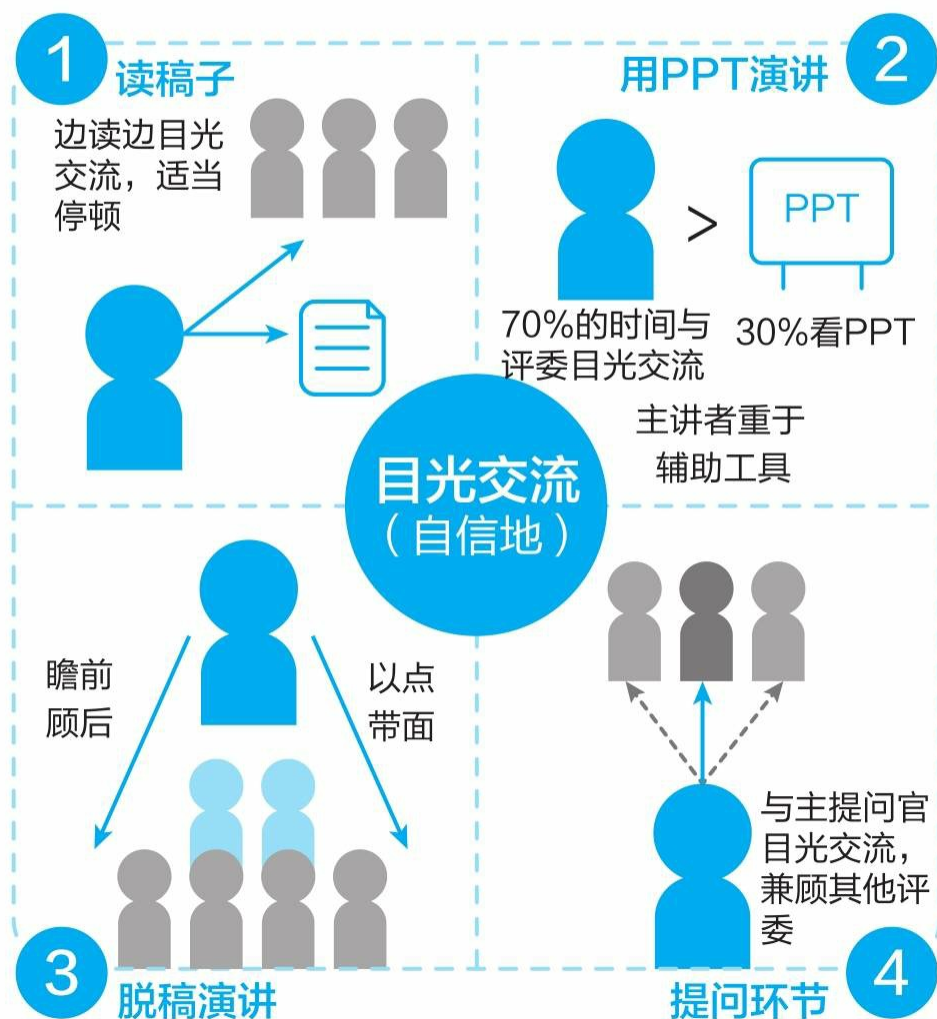 1
读稿子
边读边目光
交流，适当
停顿
2
用PPT演讲
>
PPT
70%的时间与
评委目光交流
30%看PPT
主讲者重于
辅助工具
目光交流
（自信地）
瞻前
顾后
以点
带面
3
脱稿演讲
与主提问官
目光交流，
兼顾其他评
委
4
提问环节